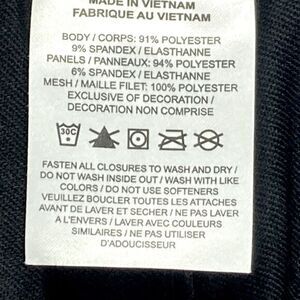 MADE IN VIETNAM
FABRIQUE AU VIETNAM
BODY / CORPS: 91% POLYESTER
9% SPANDEX / ELASTHANNE
PANELS / PANNEAUX: 94% POLYESTER
6% SPANDEX / ELASTHANNE
MESH / MAILLE FILET: 100% POLYESTER
EXCLUSIVE OF DECORATION /
DECORATION NON COMPRISE
30C
FASTEN ALL CLOSURES TO WASH AND DRY /
DO NOT WASH INSIDE OUT / WASH WITH LIKE
COLORS / DO NOT USE SOFTENERS
VEUILLEZ BOUCLER TOUTES LES ATTACHES
AVANT DE LAVER ET SECHER / NE PAS LAVER
A L'ENVERS / LAVER AVEC COULEURS
SIMILAIRES / NE PAS UTILISER
D'ADOUCISSEUR